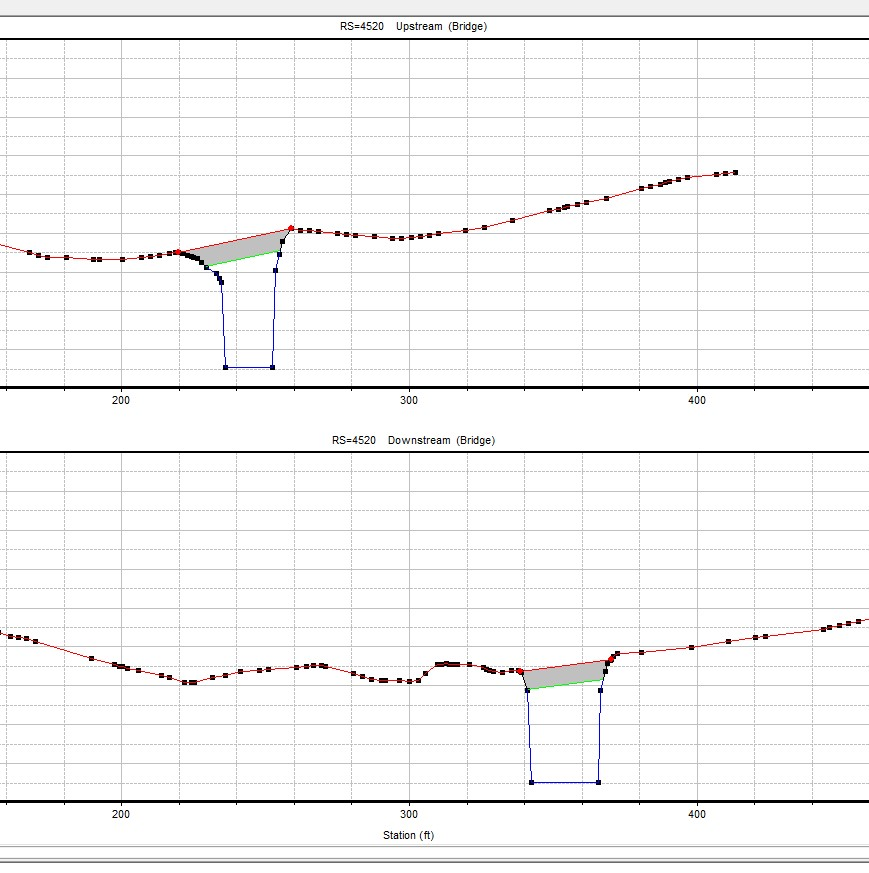 RS=4520 Upstream (Bridge)
200 300 400
RS=4520 Downstream (Bridge)
200 300 400
Station (ft)